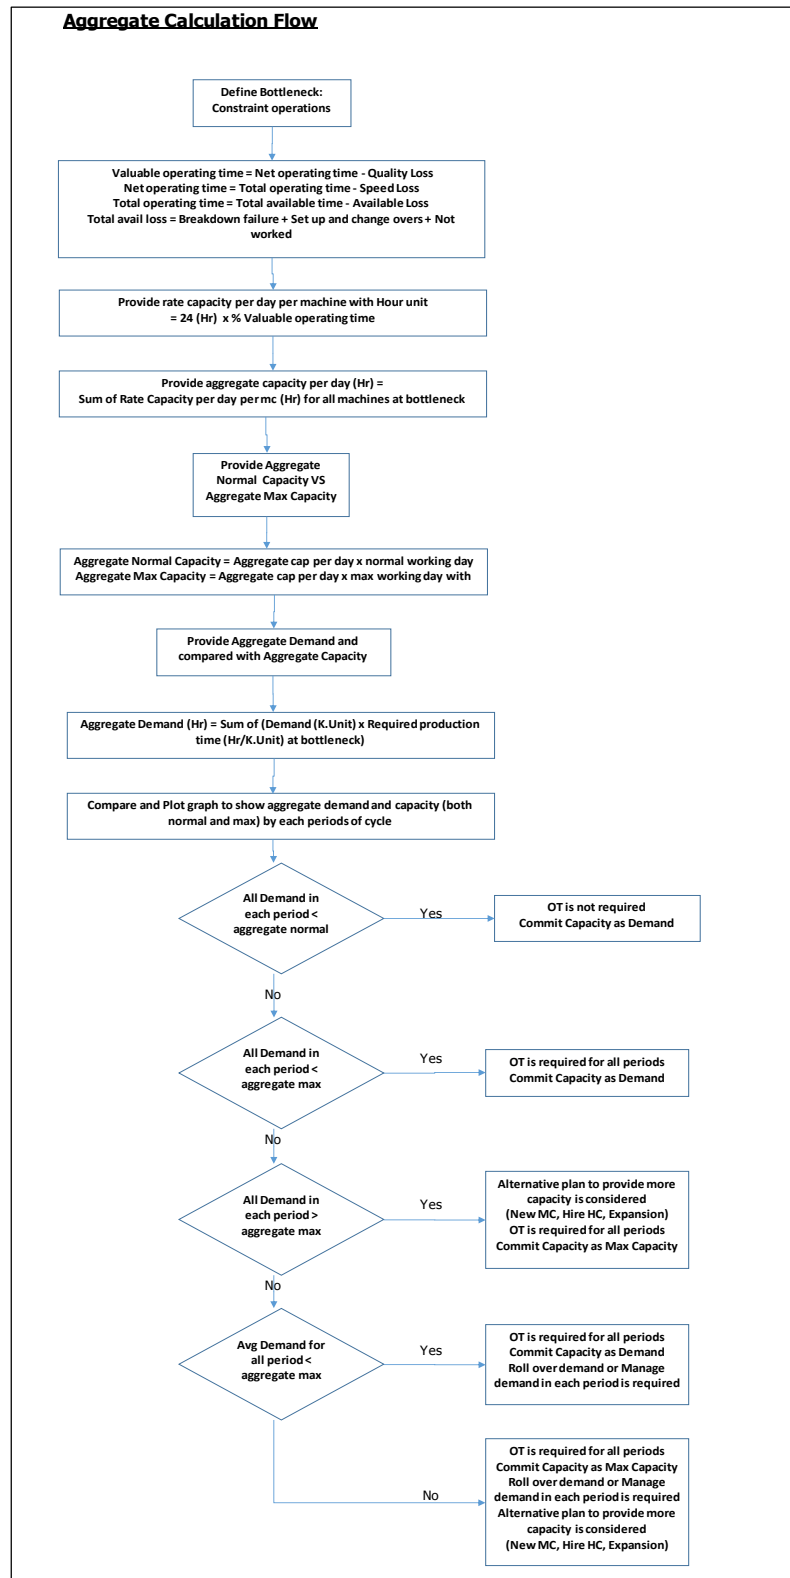 Aggregate Calculation Flow
Define Bottleneck:
Constraint operations
Valuable operating time = Net operating time - Quality Loss
Net operating time = Total operating time - Speed Loss
Total operating time = Total available time - Available Loss
Total avail loss = Breakdown failure + Set up and change overs + Not
worked
Provide rate capacity per day per machine with Hour unit
= 24 (Hr) x % Valuable operating time
Provide aggregate capacity per day (Hr) =
Sum of Rate Capacity per day per mc (Hr) for all machines at bottleneck
Provide Aggregate
Normal Capacity VS
Aggregate Max Capacity
Aggregate Normal Capacity = Aggregate cap per day x normal working day
Aggregate Max Capacity = Aggregate cap per day x max working day with
Provide Aggregate Demand and
compared with Aggregate Capacity
Aggregate Demand (Hr) = Sum of (Demand (K.Unit) x Required production
time (Hr/K.Unit) at bottleneck)
Compare and Plot graph to show aggregate demand and capacity (both
normal and max) by each periods of cycle
All Demand in
each period <
aggregate normal
Yes
OT is not required
Commit Capacity as Demand
No
All Demand in
each period <
aggregate max
Yes
OT is required for all periods
Commit Capacity as Demand
No
All Demand in
each period >
aggregate max
Yes
Alternative plan to provide more
capacity is considered
(New MC, Hire HC, Expansion)
OT is required for all periods
Commit Capacity as Max Capacity
No
Avg Demand for
all period <
aggregate max
Yes
OT is required for all periods
Commit Capacity as Demand
Roll over demand or Manage
demand in each period is required
No
OT is required for all periods
Commit Capacity as Max Capacity
Roll over demand or Manage
demand in each period is required
Alternative plan to provide more
capacity is considered
(New MC, Hire HC, Expansion)